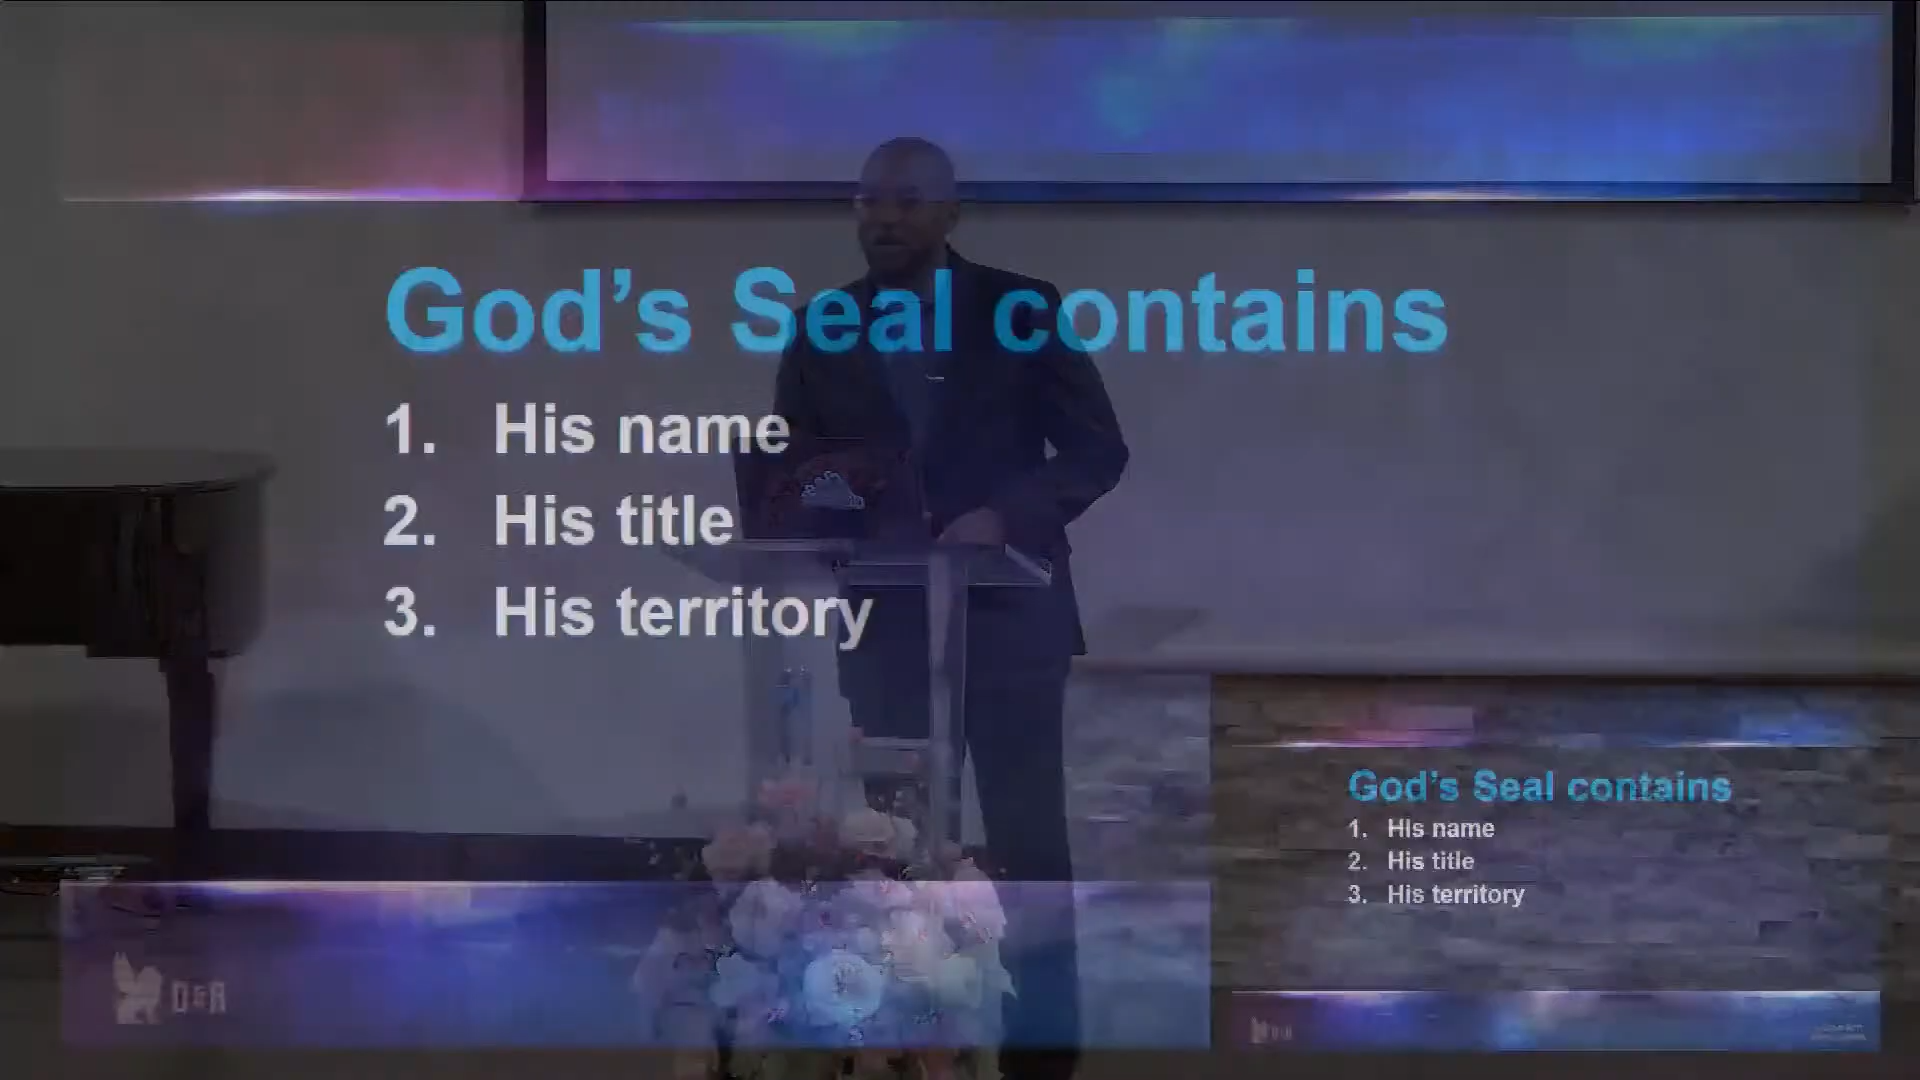 God's Seal contains
1. His name
2. His title
3. His territory
D&R
God's Seal contains
1. His name
2. His title
3. His territory